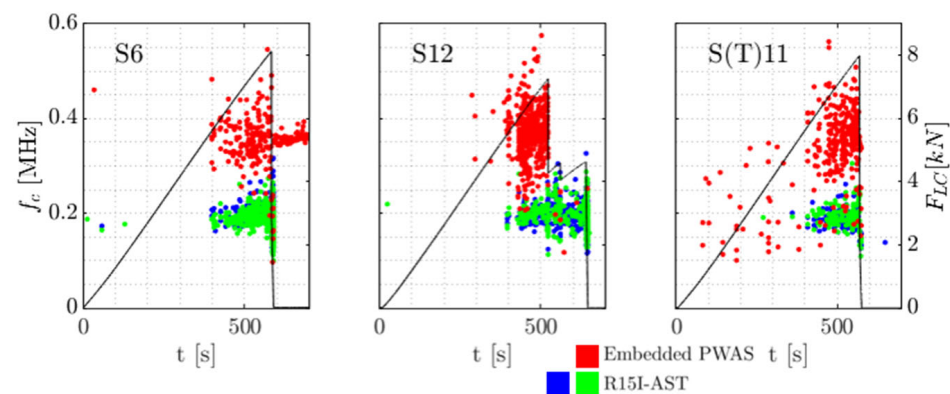 S6 S12 S(T)11
0.6
0.4
0.2
0
f_c [MHz]
8
6
4
2
0
F_LC [kN]
0 500 0 500 0 500
t [s] t [s] t [s]
Embedded PWAS
R15I-AST